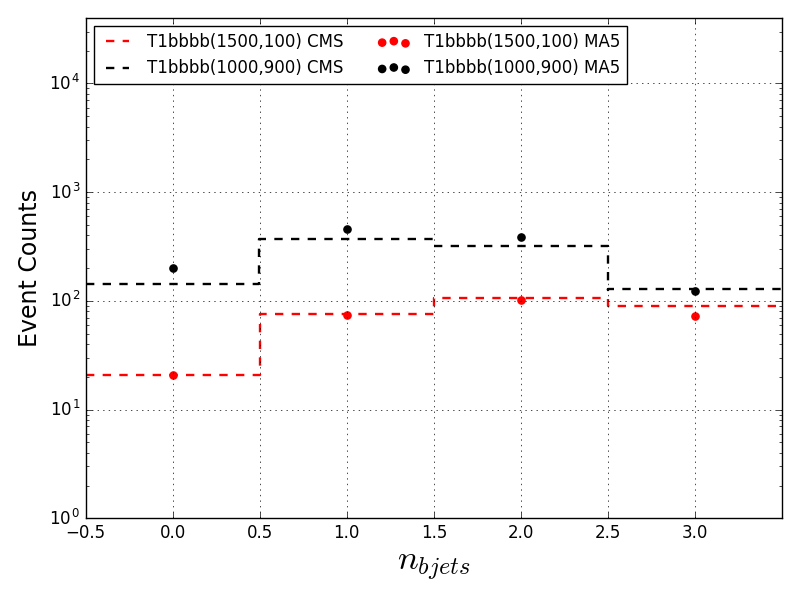 T1bbbb(1500,100) CMS T1bbbb(1500,100) MA5
T1bbbb(1000,900) CMS T1bbbb(1000,900) MA5
Event Counts
10^4
10^3
10^2
10^1
10^0
−0.5 0.0 0.5 1.0 1.5 2.0 2.5 3.0
n_{bjets}